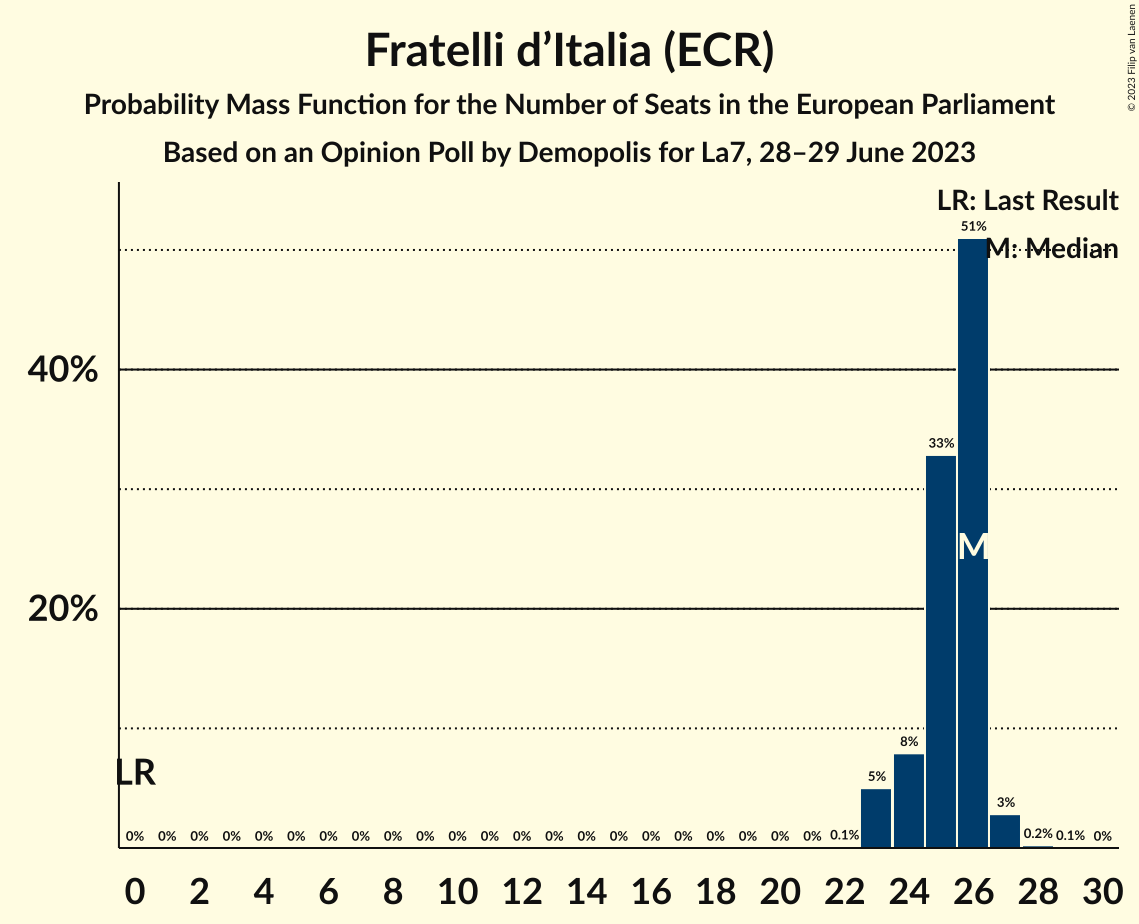 Fratelli d’Italia (ECR)
Probability Mass Function for the Number of Seats in the European Parliament
Based on an Opinion Poll by Demopolis for La7, 28–29 June 2023
© 2023 Filip van Laenen
LR: Last Result
M: Median
51%
40%
33%
M
20%
8%
LR
5%
3%
0% 0% 0% 0% 0% 0% 0% 0% 0% 0% 0% 0% 0% 0% 0% 0% 0% 0% 0% 0% 0% 0% 0.1% 0.2% 0.1% 0%
0 2 4 6 8 10 12 14 16 18 20 22 24 26 28 30